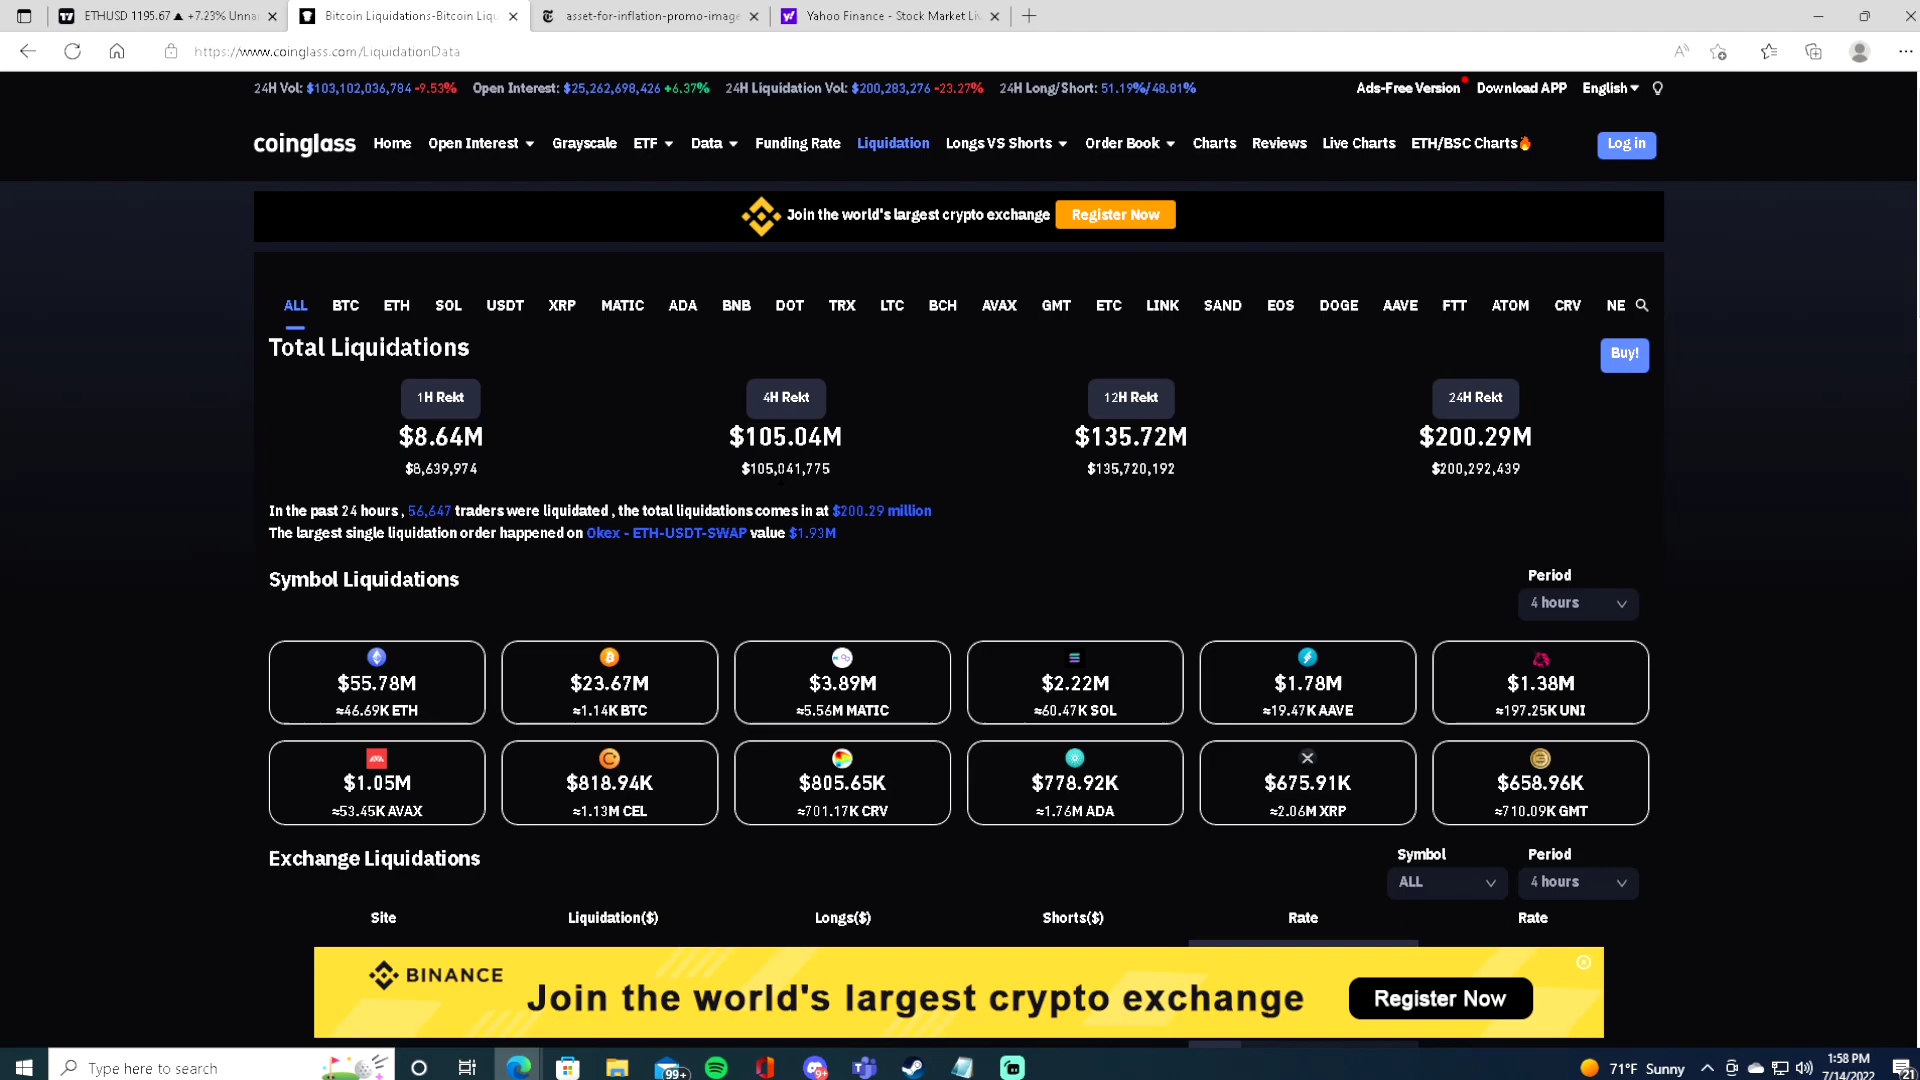 ETHUSD 1195.67 ▲ +7.23% Unna
Bitcoin Liquidations-Bitcoin Liqu
asset-for-inflation-promo-image
Yahoo Finance - Stock Market Li
https://www.coinglass.com/LiquidationData
24H Vol: $103,102,036,784 -9.53% Open Interest: $25,262,698,426 +6.37% 24H Liquidation Vol: $200,283,276 -23.27% 24H Long/Short: 51.19%/48.81% Ads-Free Version Download APP English
coinglass Home Open Interest Grayscale ETF Data Funding Rate Liquidation Longs VS Shorts Order Book Charts Reviews Live Charts ETH/BSC Charts🔥 Log in
Join the world's largest crypto exchange Register Now
ALL BTC ETH SOL USDT XRP MATIC ADA BNB DOT TRX LTC BCH AVAX GMT ETC LINK SAND EOS DOGE AAVE FTT ATOM CRV NE
Total Liquidations Buy!
1H Rekt 4H Rekt 12H Rekt 24H Rekt
$8.64M $105.04M $135.72M $200.29M
$8,639,974 $105,041,775 $135,720,192 $200,292,439
In the past 24 hours , 56,647 traders were liquidated , the total liquidations comes in at $200.29 million
The largest single liquidation order happened on Okex - ETH-USDT-SWAP value $1.93M
Symbol Liquidations Period
4 hours
$55.78M $23.67M $3.89M $2.22M $1.78M $1.38M
≈46.69K ETH ≈1.14K BTC ≈5.56M MATIC ≈60.47K SOL ≈19.47K AAVE ≈197.25K UNI
$1.05M $818.94K $805.65K $778.92K $675.91K $658.96K
≈53.45K AVAX ≈1.13M CEL ≈701.17K CRV ≈1.76M ADA ≈2.06M XRP ≈710.09K GMT
Exchange Liquidations Symbol Period
ALL 4 hours
Site Liquidation($) Longs($) Shorts($) Rate Rate
BINANCE Join the world's largest crypto exchange Register Now
Type here to search 99+ 9+ 71°F Sunny 1:58 PM
7/14/2022 21